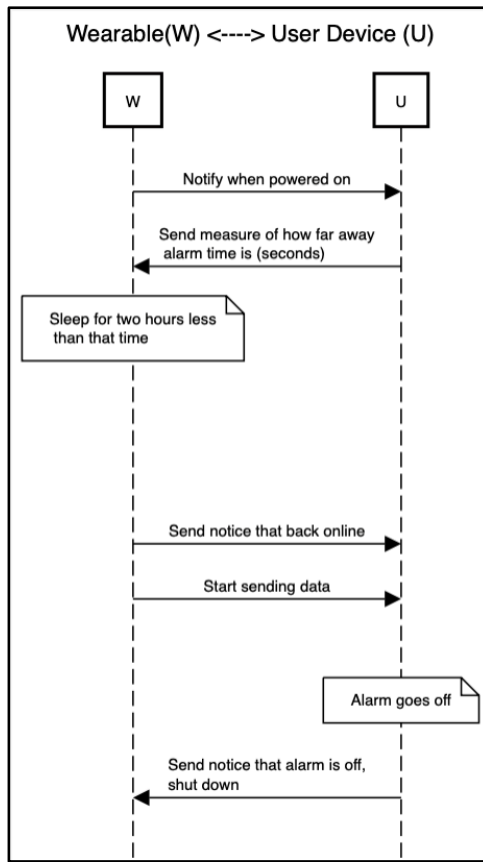 Wearable(W) <----> User Device (U)
W
U
Notify when powered on
Send measure of how far away
alarm time is (seconds)
Sleep for two hours less
than that time
Send notice that back online
Start sending data
Alarm goes off
Send notice that alarm is off,
shut down